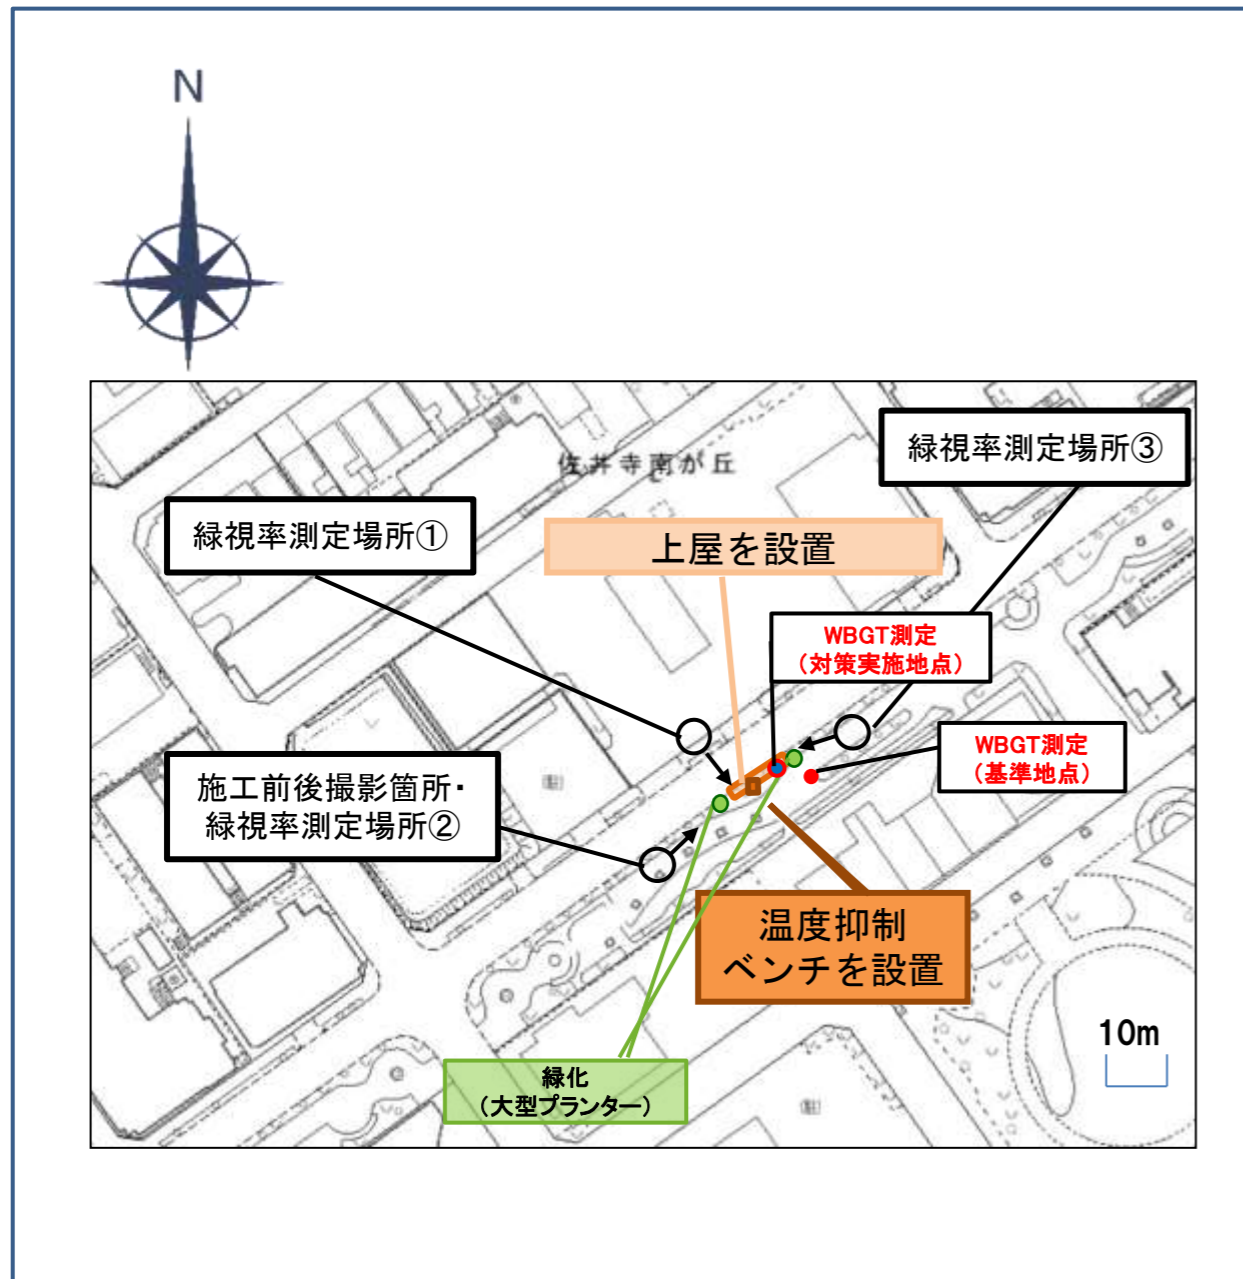 N
佐井寺南が丘
緑視率測定場所③
緑視率測定場所①
上屋を設置
WBGT測定
（対策実施地点）
WBGT測定
（基準地点）
施工前後撮影箇所・
緑視率測定場所②
温度抑制
ベンチを設置
10m
緑化
（大型プランター）